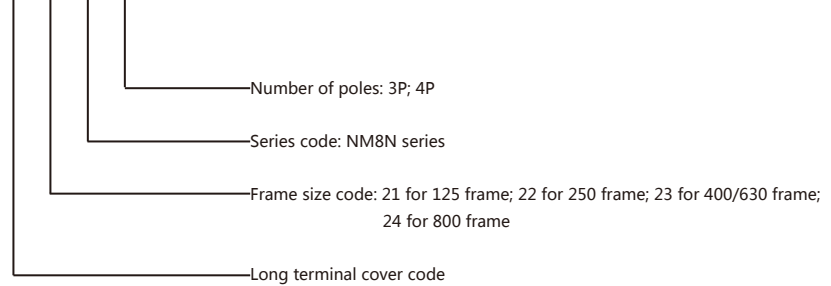 Number of poles: 3P; 4P
Series code: NM8N series
Frame size code: 21 for 125 frame; 22 for 250 frame; 23 for 400/630 frame;
24 for 800 frame
Long terminal cover code